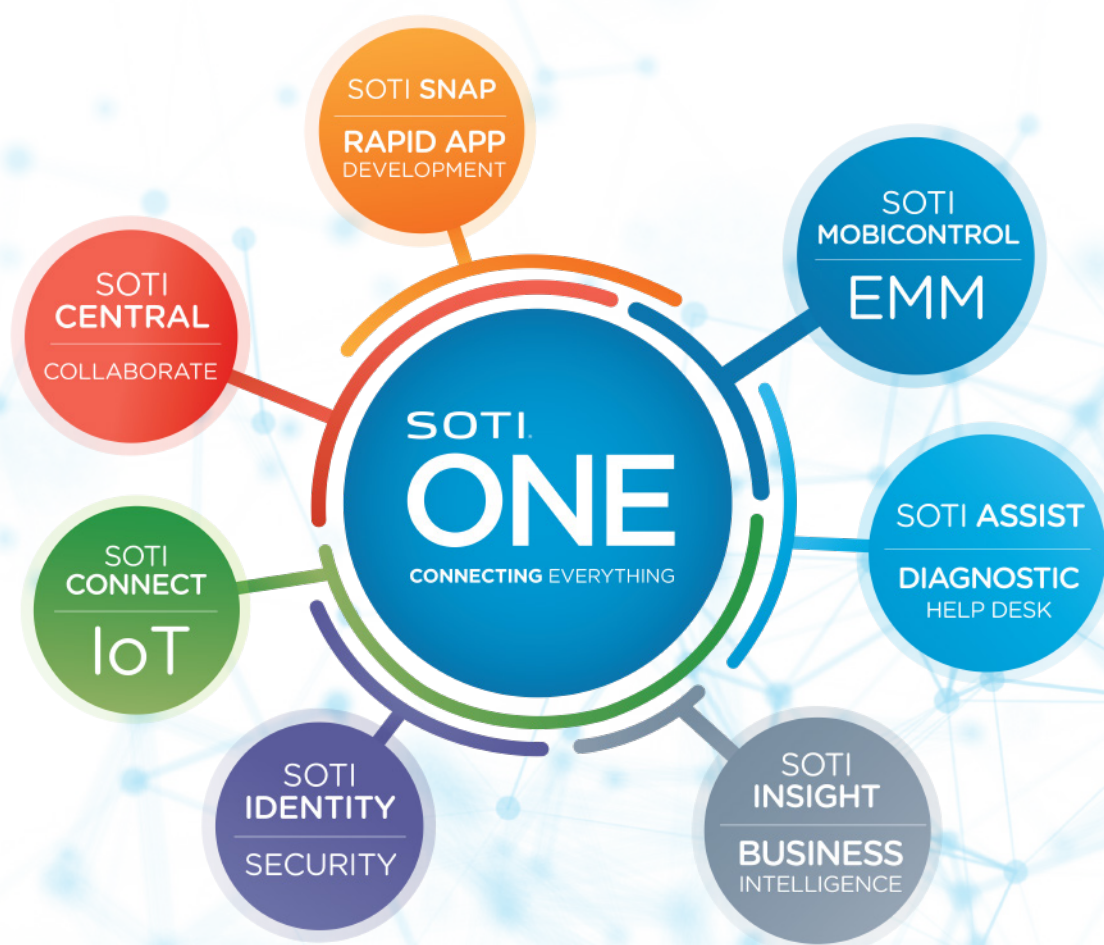 SOTI SNAP
RAPID APP
DEVELOPMENT
SOTI
MOBICONTROL
EMM
SOTI
CENTRAL
COLLABORATE
SOTI.
ONE
CONNECTING EVERYTHING
SOTI ASSIST
DIAGNOSTIC
HELP DESK
SOTI
CONNECT
IoT
SOTI
IDENTITY
SECURITY
SOTI
INSIGHT
BUSINESS
INTELLIGENCE